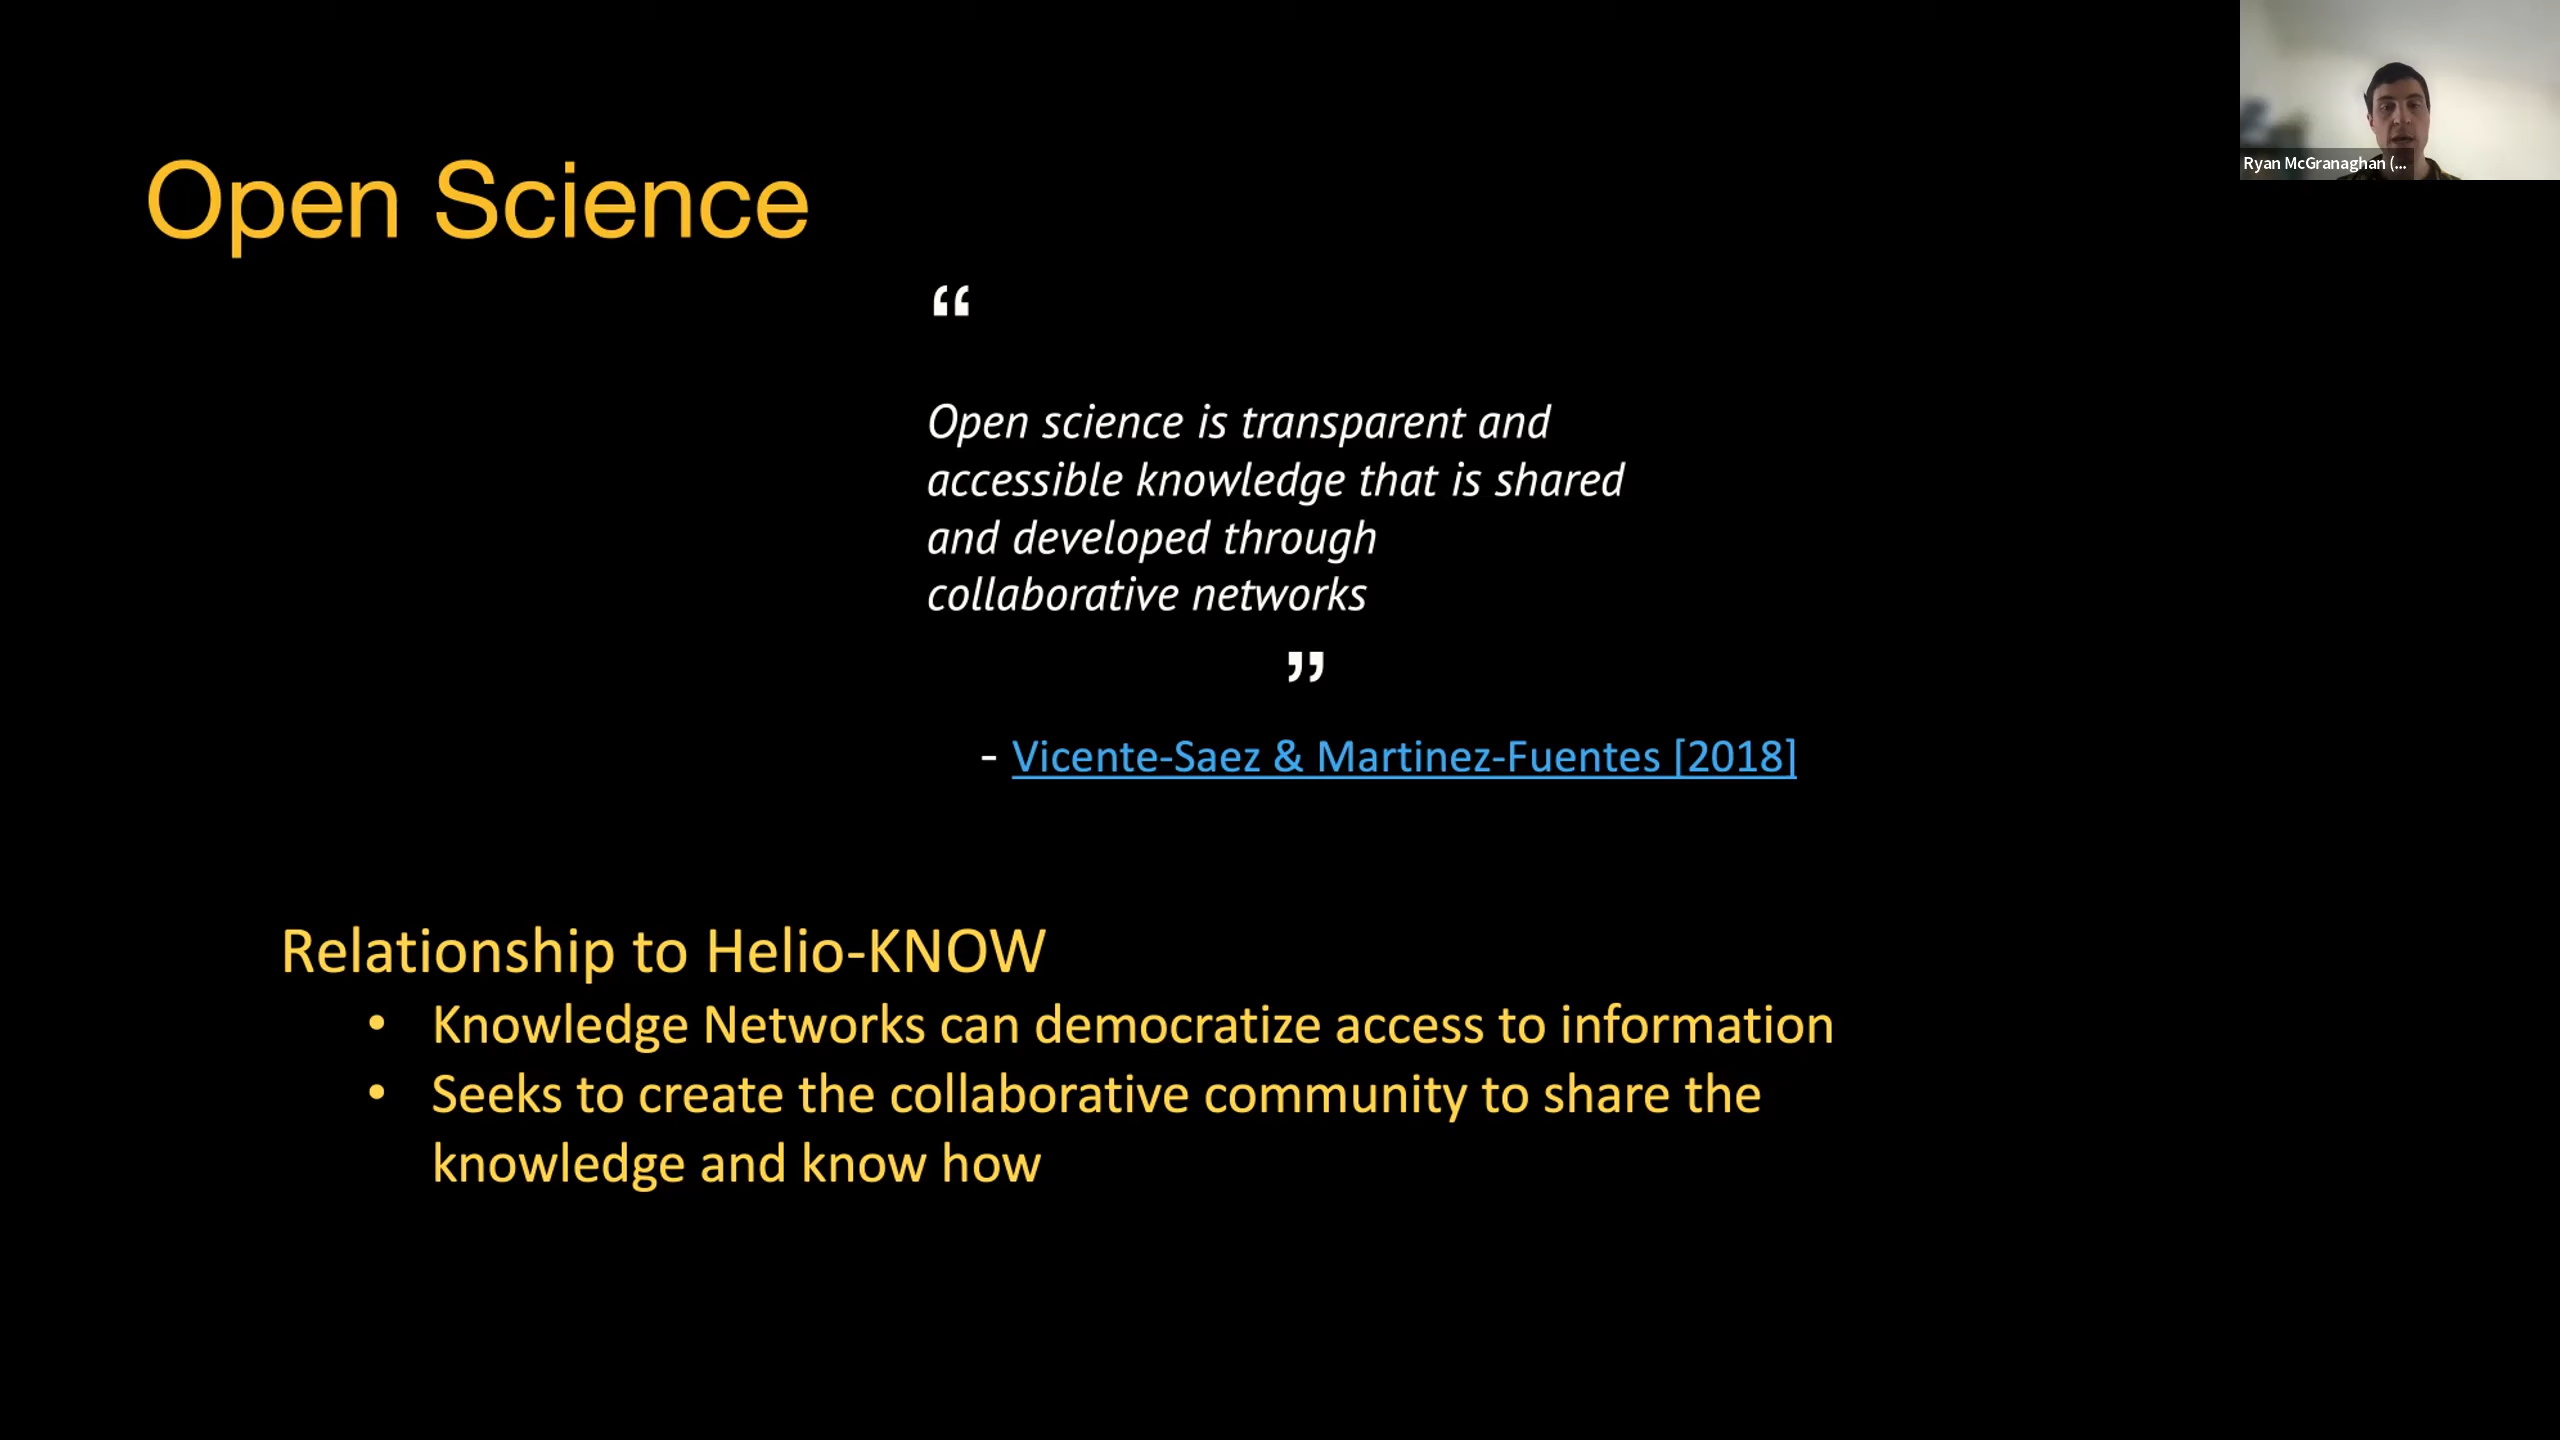 Ryan McGranaghan (...
Open Science
“
Open science is transparent and
accessible knowledge that is shared
and developed through
collaborative networks
”
- Vicente-Saez & Martinez-Fuentes [2018]
Relationship to Helio-KNOW
• Knowledge Networks can democratize access to information
• Seeks to create the collaborative community to share the
knowledge and know how